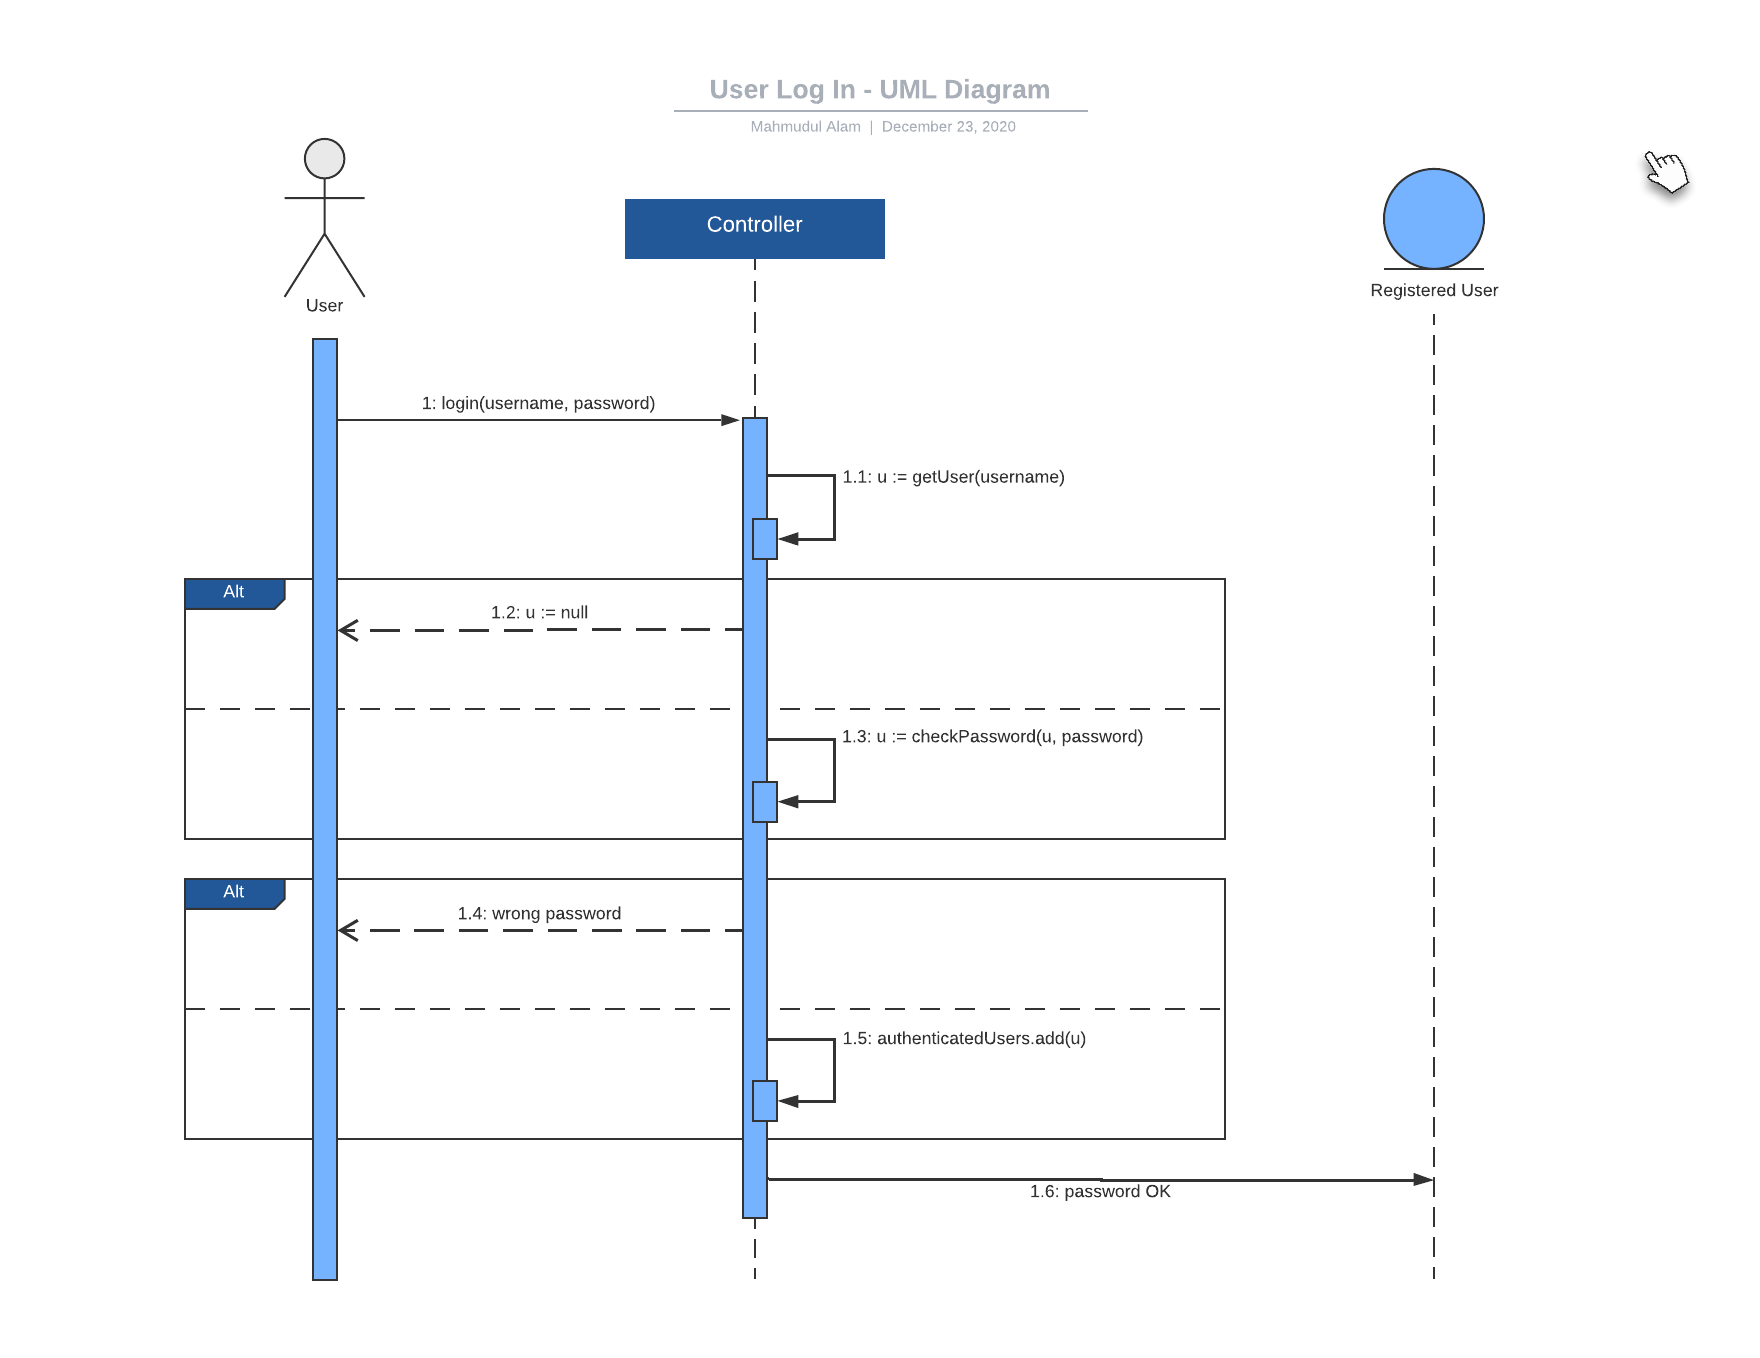 User Log In - UML Diagram
Mahmudul Alam | December 23, 2020
Controller
Registered User
User
1: login(username, password)
1.1: u := getUser(username)
Alt
1.2: u := null
1.3: u := checkPassword(u, password)
Alt
1.4: wrong password
1.5: authenticatedUsers.add(u)
1.6: password OK